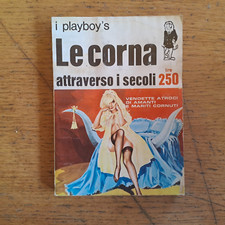 i playboy's
Le corna
lire
attraverso i secoli 250
VENDETTE ATROCI
DI AMANTI
E MARITI CORNUTI